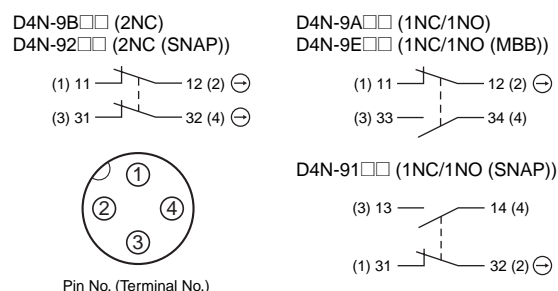 D4N-9B□□ (2NC)
D4N-92□□ (2NC (SNAP))
(1) 11 12 (2)
(3) 31 32 (4)
1
2 4
3
Pin No. (Terminal No.)
D4N-9A□□ (1NC/1NO)
D4N-9E□□ (1NC/1NO (MBB))
(1) 11 12 (2)
(3) 33 34 (4)
D4N-91□□ (1NC/1NO (SNAP))
(3) 13 14 (4)
(1) 31 32 (2)